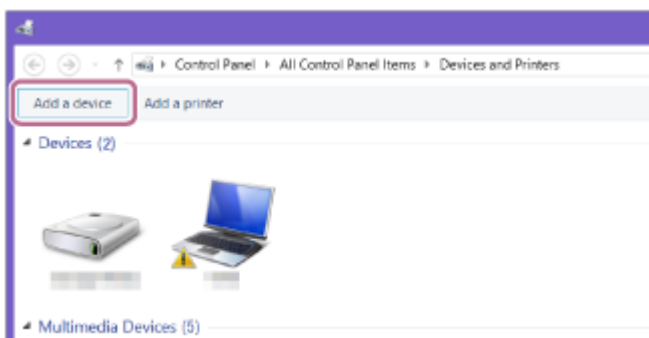 Control Panel All Control Panel Items Devices and Printers
Add a device Add a printer
Devices (2)
Multimedia Devices (5)